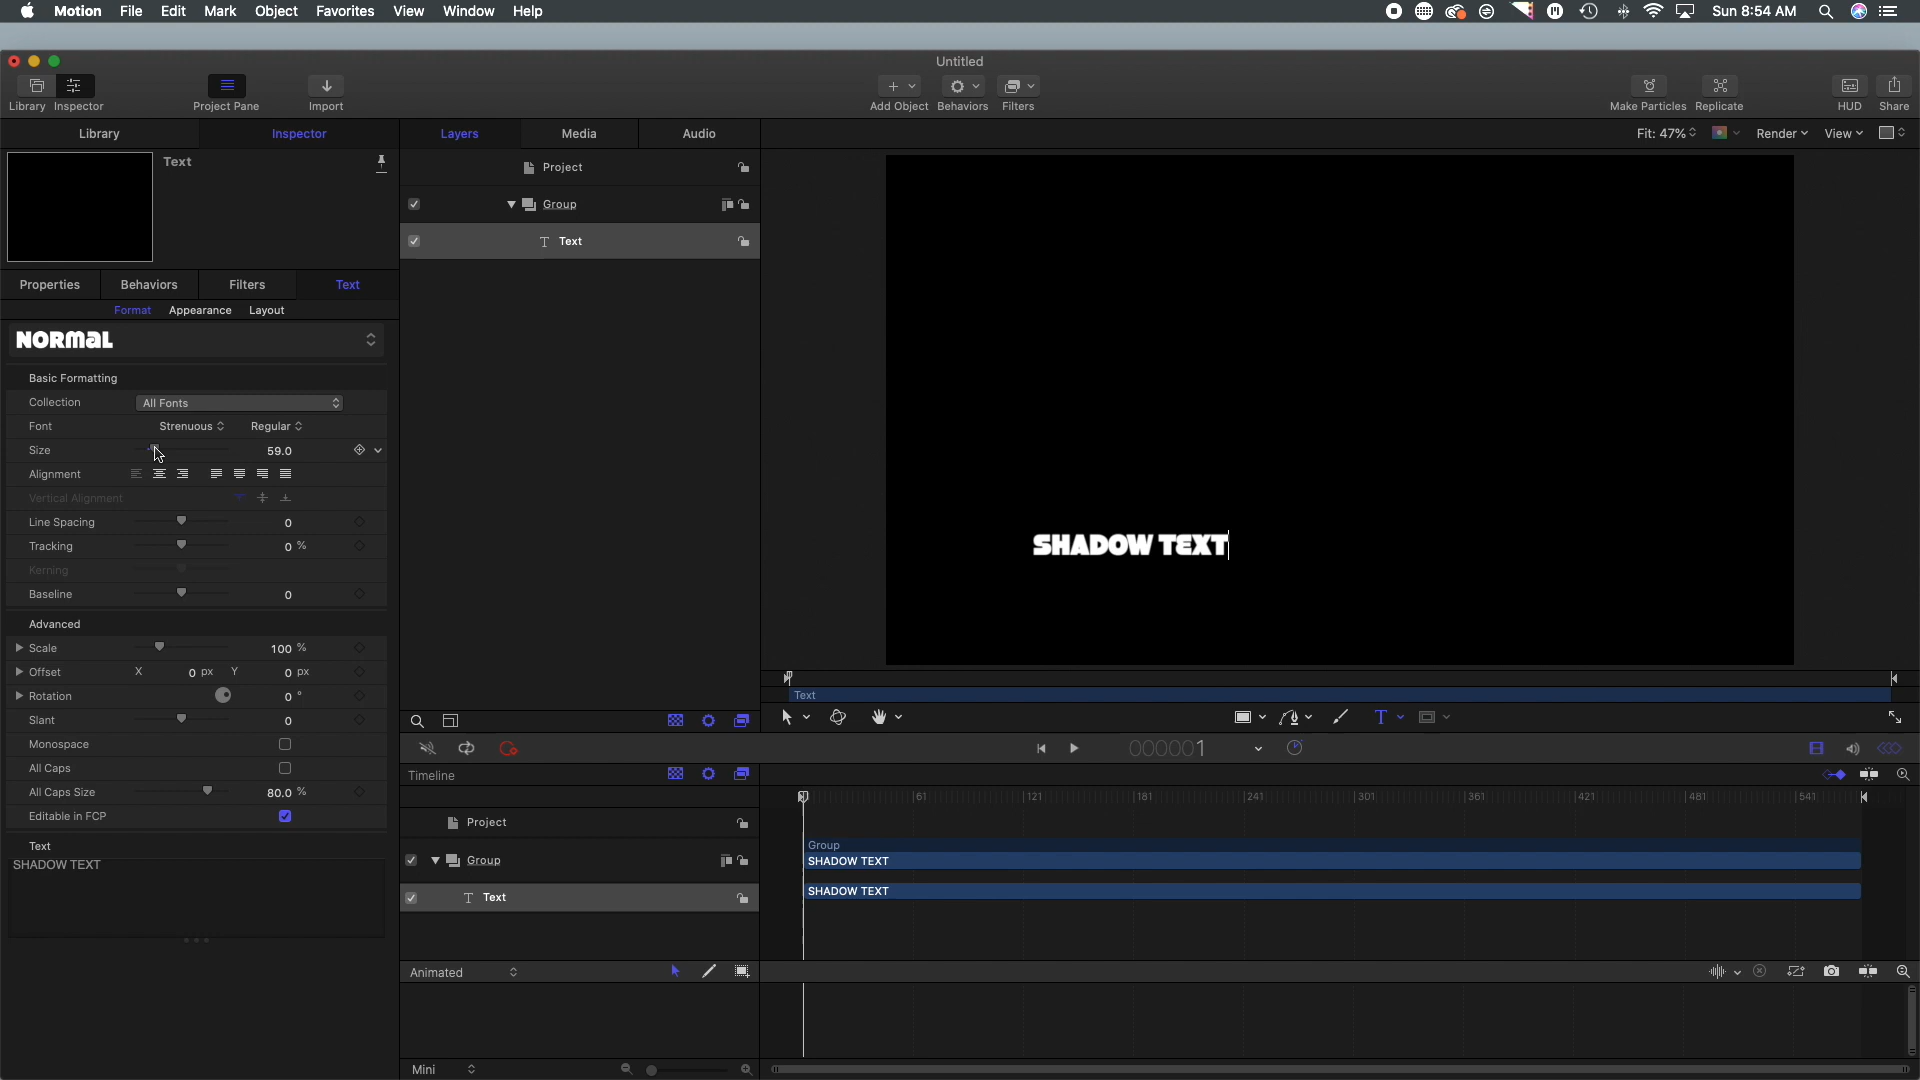 Motion File Edit Mark Object Favorites View Window Help Sun 8:54 AM
Untitled
Library Inspector Project Pane Import Add Object Behaviors Filters Make Particles Replicate HUD Share
Library Inspector Layers Media Audio Fit: 47% Render View
Text
Project
Group
Text
Properties Behaviors Filters Text
Format Appearance Layout
NORMAL
Basic Formatting
Collection All Fonts
Font Strenuous Regular
Size 59.0
Alignment
Vertical Alignment
Line Spacing 0
Tracking 0 %
Kerning
Baseline 0
SHADOW TEXT
Advanced
Scale 100 %
Offset X 0 px Y 0 px
Rotation 0 °
Slant 0
Monospace
All Caps
All Caps Size 80.0 %
Editable in FCP
Text
SHADOW TEXT
Text
T
000001
Timeline
61 121 181 241 301 361 421 481 541
Project
Group
Text
Group
SHADOW TEXT
SHADOW TEXT
Animated
Mini